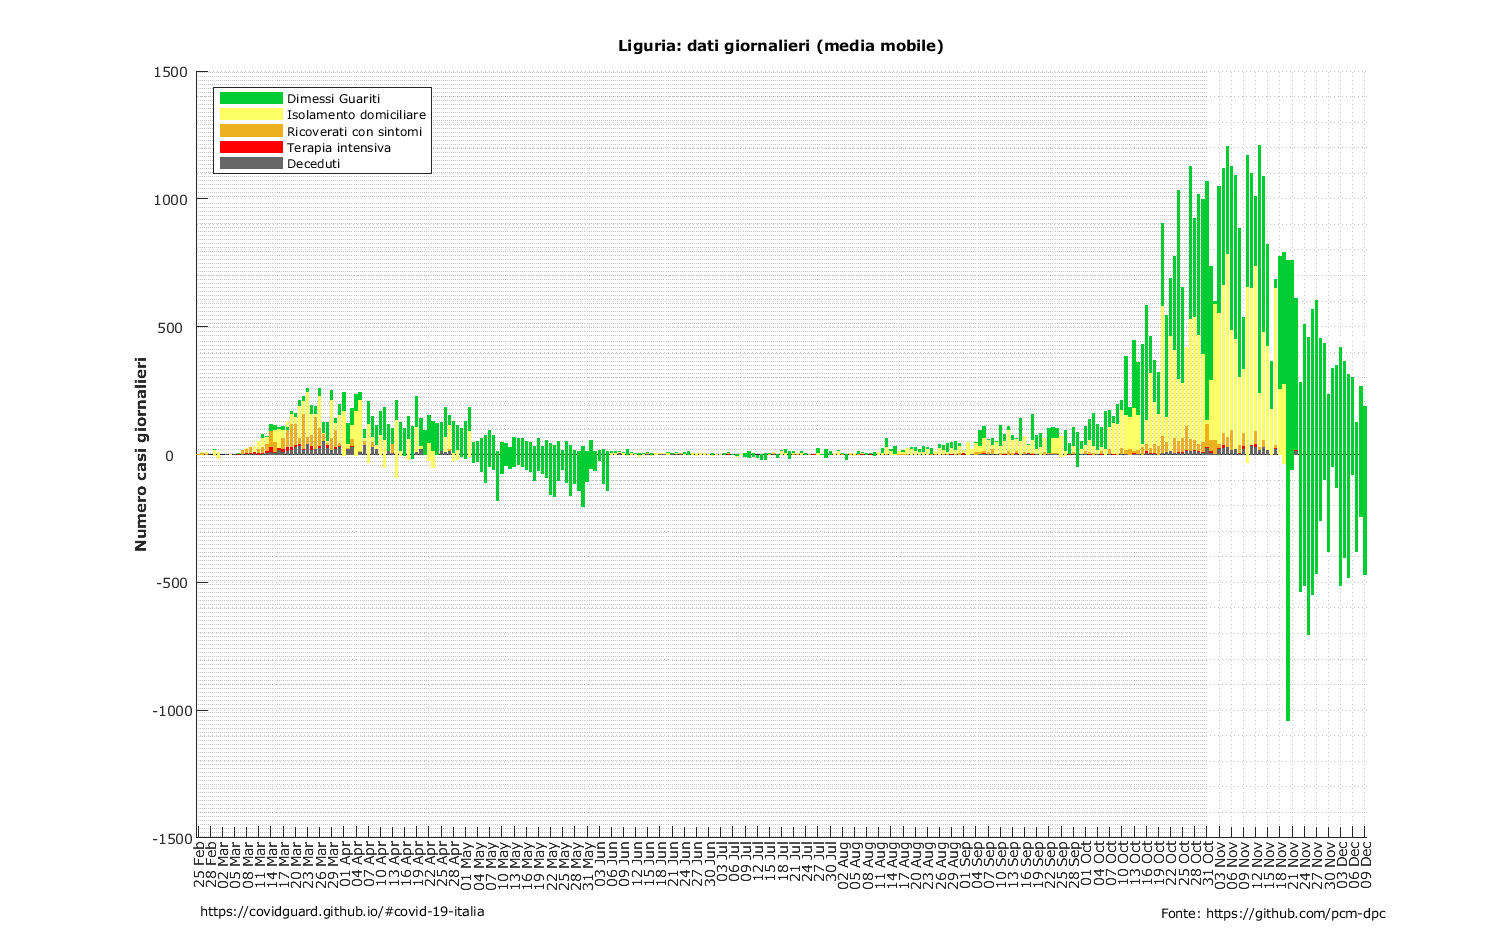 Liguria: dati giornalieri (media mobile)
1500
1000
500
0
-500
-1000
-1500
Numero casi giornalieri
Dimessi Guariti
Isolamento domiciliare
Ricoverati con sintomi
Terapia intensiva
Deceduti
25 Feb
28 Feb
02 Mar
05 Mar
08 Mar
11 Mar
14 Mar
17 Mar
20 Mar
23 Mar
26 Mar
29 Mar
01 Apr
04 Apr
07 Apr
10 Apr
13 Apr
16 Apr
19 Apr
22 Apr
25 Apr
28 Apr
01 May
04 May
07 May
10 May
13 May
16 May
19 May
22 May
25 May
28 May
31 May
03 Jun
06 Jun
09 Jun
12 Jun
15 Jun
18 Jun
21 Jun
24 Jun
27 Jun
30 Jun
03 Jul
06 Jul
09 Jul
12 Jul
15 Jul
18 Jul
21 Jul
24 Jul
27 Jul
30 Jul
02 Aug
05 Aug
08 Aug
11 Aug
14 Aug
17 Aug
20 Aug
23 Aug
26 Aug
29 Aug
01 Sep
04 Sep
07 Sep
10 Sep
13 Sep
16 Sep
19 Sep
22 Sep
25 Sep
28 Sep
01 Oct
04 Oct
07 Oct
10 Oct
13 Oct
16 Oct
19 Oct
22 Oct
25 Oct
28 Oct
31 Oct
03 Nov
06 Nov
09 Nov
12 Nov
15 Nov
18 Nov
21 Nov
24 Nov
27 Nov
30 Nov
03 Dec
06 Dec
09 Dec
https://covidguard.github.io/#covid-19-italia
Fonte: https://github.com/pcm-dpc